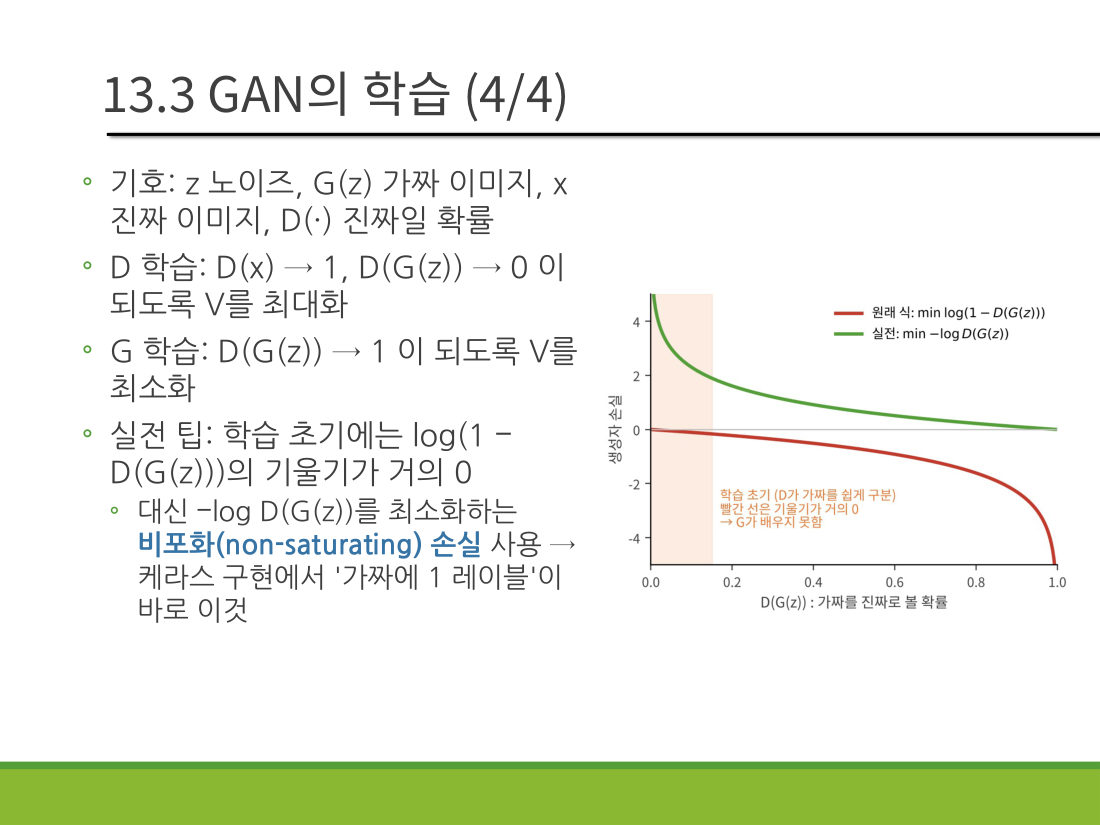 13.3 GAN의 학습 (4/4)
기호: z 노이즈, G(z) 가짜 이미지, x
진짜 이미지, D(·) 진짜일 확률
D 학습: D(x) → 1, D(G(z)) → 0 이
되도록 V를 최대화
G 학습: D(G(z)) → 1 이 되도록 V를
최소화
실전 팁: 학습 초기에는 log(1 −
D(G(z)))의 기울기가 거의 0
대신 −log D(G(z))를 최소화하는
비포화(non-saturating) 손실 사용 →
케라스 구현에서 '가짜에 1 레이블'이
바로 이것
원래 식: min log(1 − D(G(z)))
실전: min −log D(G(z))
생성자 손실
4
2
0
-2
-4
학습 초기 (D가 가짜를 쉽게 구분)
빨간 선은 기울기가 거의 0
→ G가 배우지 못함
0.0 0.2 0.4 0.6 0.8 1.0
D(G(z)) : 가짜를 진짜로 볼 확률